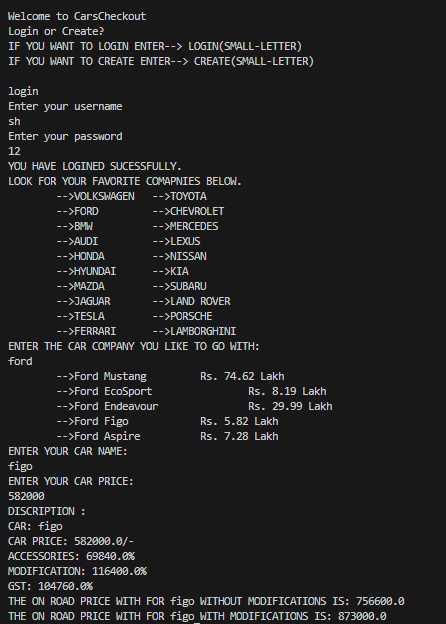 Welcome to CarsCheckout
Login or Create?
IF YOU WANT TO LOGIN ENTER--> LOGIN(SMALL-LETTER)
IF YOU WANT TO CREATE ENTER--> CREATE(SMALL-LETTER)
login
Enter your username
sh
Enter your password
12
YOU HAVE LOGINED SUCESSFULLY.
LOOK FOR YOUR FAVORITE COMAPNIES BELOW.
-->VOLKSWAGEN -->TOYOTA
-->FORD -->CHEVROLET
-->BMW -->MERCEDES
-->AUDI -->LEXUS
-->HONDA -->NISSAN
-->HYUNDAI -->KIA
-->MAZDA -->SUBARU
-->JAGUAR -->LAND ROVER
-->TESLA -->PORSCHE
-->FERRARI -->LAMBORGHINI
ENTER THE CAR COMPANY YOU LIKE TO GO WITH:
ford
-->Ford Mustang Rs. 74.62 Lakh
-->Ford EcoSport Rs. 8.19 Lakh
-->Ford Endeavour Rs. 29.99 Lakh
-->Ford Figo Rs. 5.82 Lakh
-->Ford Aspire Rs. 7.28 Lakh
ENTER YOUR CAR NAME:
figo
ENTER YOUR CAR PRICE:
582000
DISCRIPTION :
CAR: figo
CAR PRICE: 582000.0/-
ACCESSORIES: 69840.0%
MODIFICATION: 116400.0%
GST: 104760.0%
THE ON ROAD PRICE WITH FOR figo WITHOUT MODIFICATIONS IS: 756600.0
THE ON ROAD PRICE WITH FOR figo WITH MODIFICATIONS IS: 873000.0